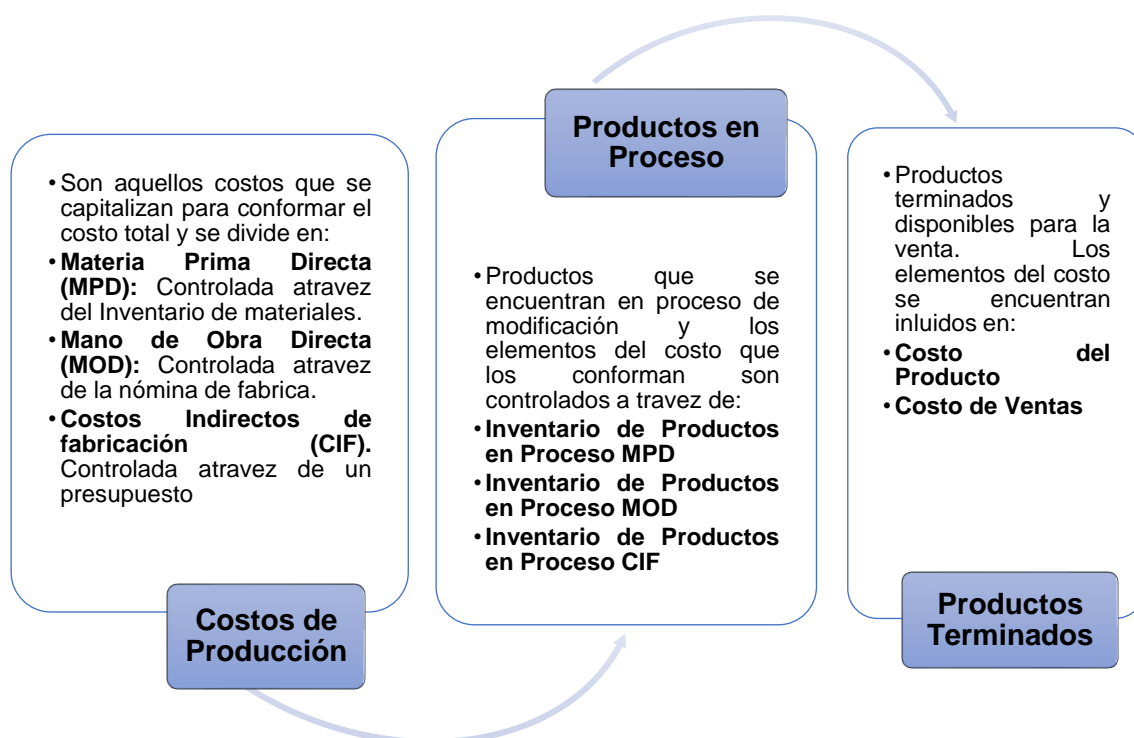 • Son aquellos costos que se
capitalizan para conformar el
costo total y se divide en:
• Materia Prima Directa
(MPD): Controlada atravez
del Inventario de materiales.
• Mano de Obra Directa
(MOD): Controlada atravez
de la nómina de fabrica.
• Costos Indirectos de
fabricación (CIF).
Controlada atravez de un
presupuesto
Costos de
Producción
Productos en
Proceso
• Productos que se
encuentran en proceso de
modificación y los
elementos del costo que
los conforman son
controlados a travez de:
• Inventario de Productos
en Proceso MPD
• Inventario de Productos
en Proceso MOD
• Inventario de Productos
en Proceso CIF
• Productos
terminados y
disponibles para la
venta. Los
elementos del costo
se encuentran
inluidos en:
• Costo del
Producto
• Costo de Ventas
Productos
Terminados